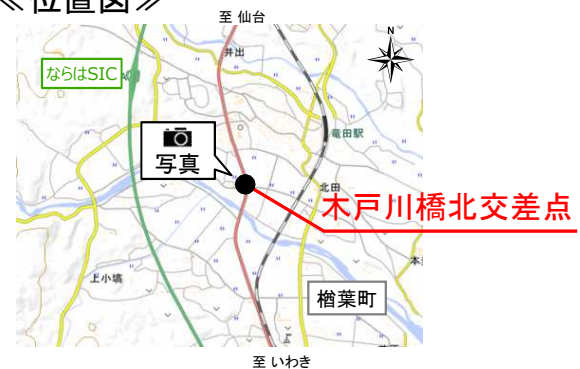 ≪位置図≫
至 仙台
井出
N
ならはSIC
竜田駅
写真
北田
木戸川橋北交差点
上小塙
楢葉町
至 いわき